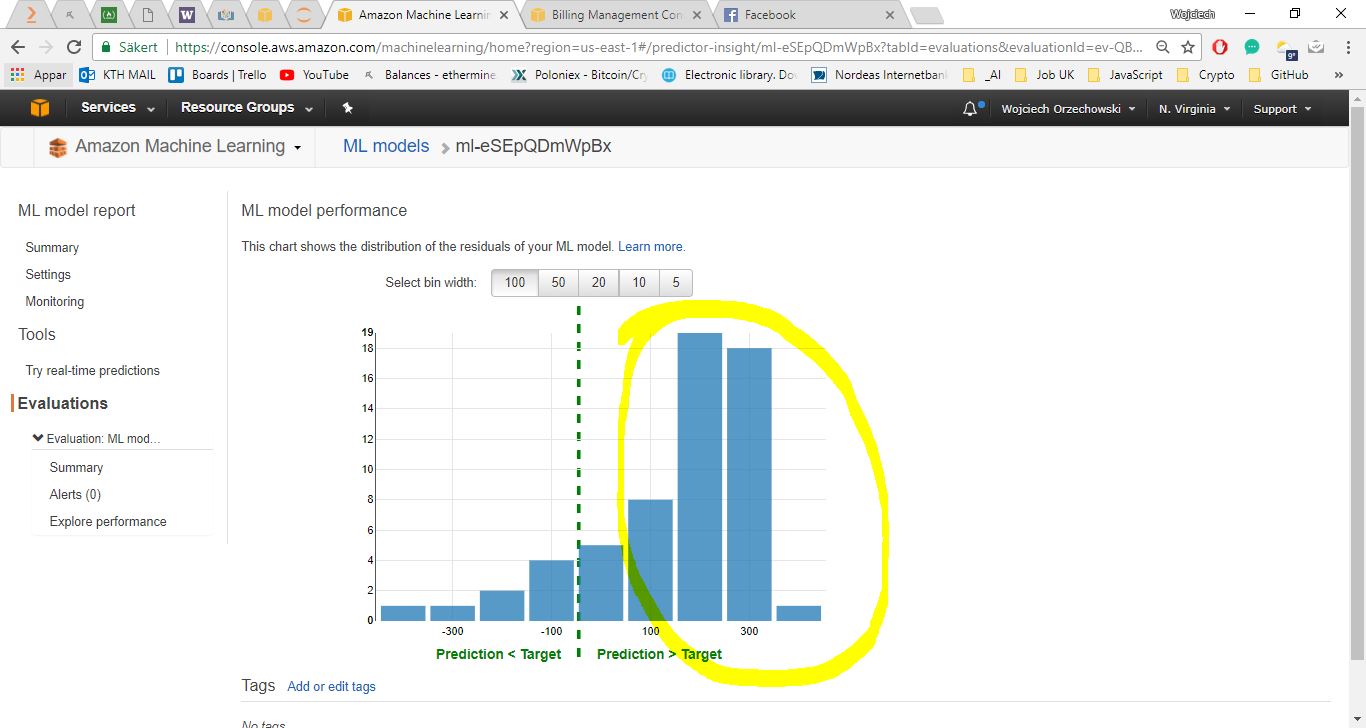 Amazon Machine Learnin
Billing Management Con
Facebook
Wojciech
Säkert
https://console.aws.amazon.com/machinelearning/home?region=us-east-1#/predictor-insight/ml-eSEpQDmWpBx?tabId=evaluations&evaluationId=ev-QB...
9°
Appar KTH MAIL Boards | Trello YouTube Balances - ethermine Poloniex - Bitcoin/Cry Electronic library. Do Nordeas Internetbank _AI Job UK JavaScript Crypto GitHub »
Services Resource Groups Wojciech Orzechowski N. Virginia Support
Amazon Machine Learning ML models ml-eSEpQDmWpBx
ML model report
Summary
Settings
Monitoring
Tools
Try real-time predictions
Evaluations
Evaluation: ML mod...
Summary
Alerts (0)
Explore performance
ML model performance
This chart shows the distribution of the residuals of your ML model. Learn more.
Select bin width: 100 50 20 10 5
19
18
16
14
12
10
8
6
4
2
0
-300 -100 100 300
Prediction < Target Prediction > Target
Tags Add or edit tags
No tags